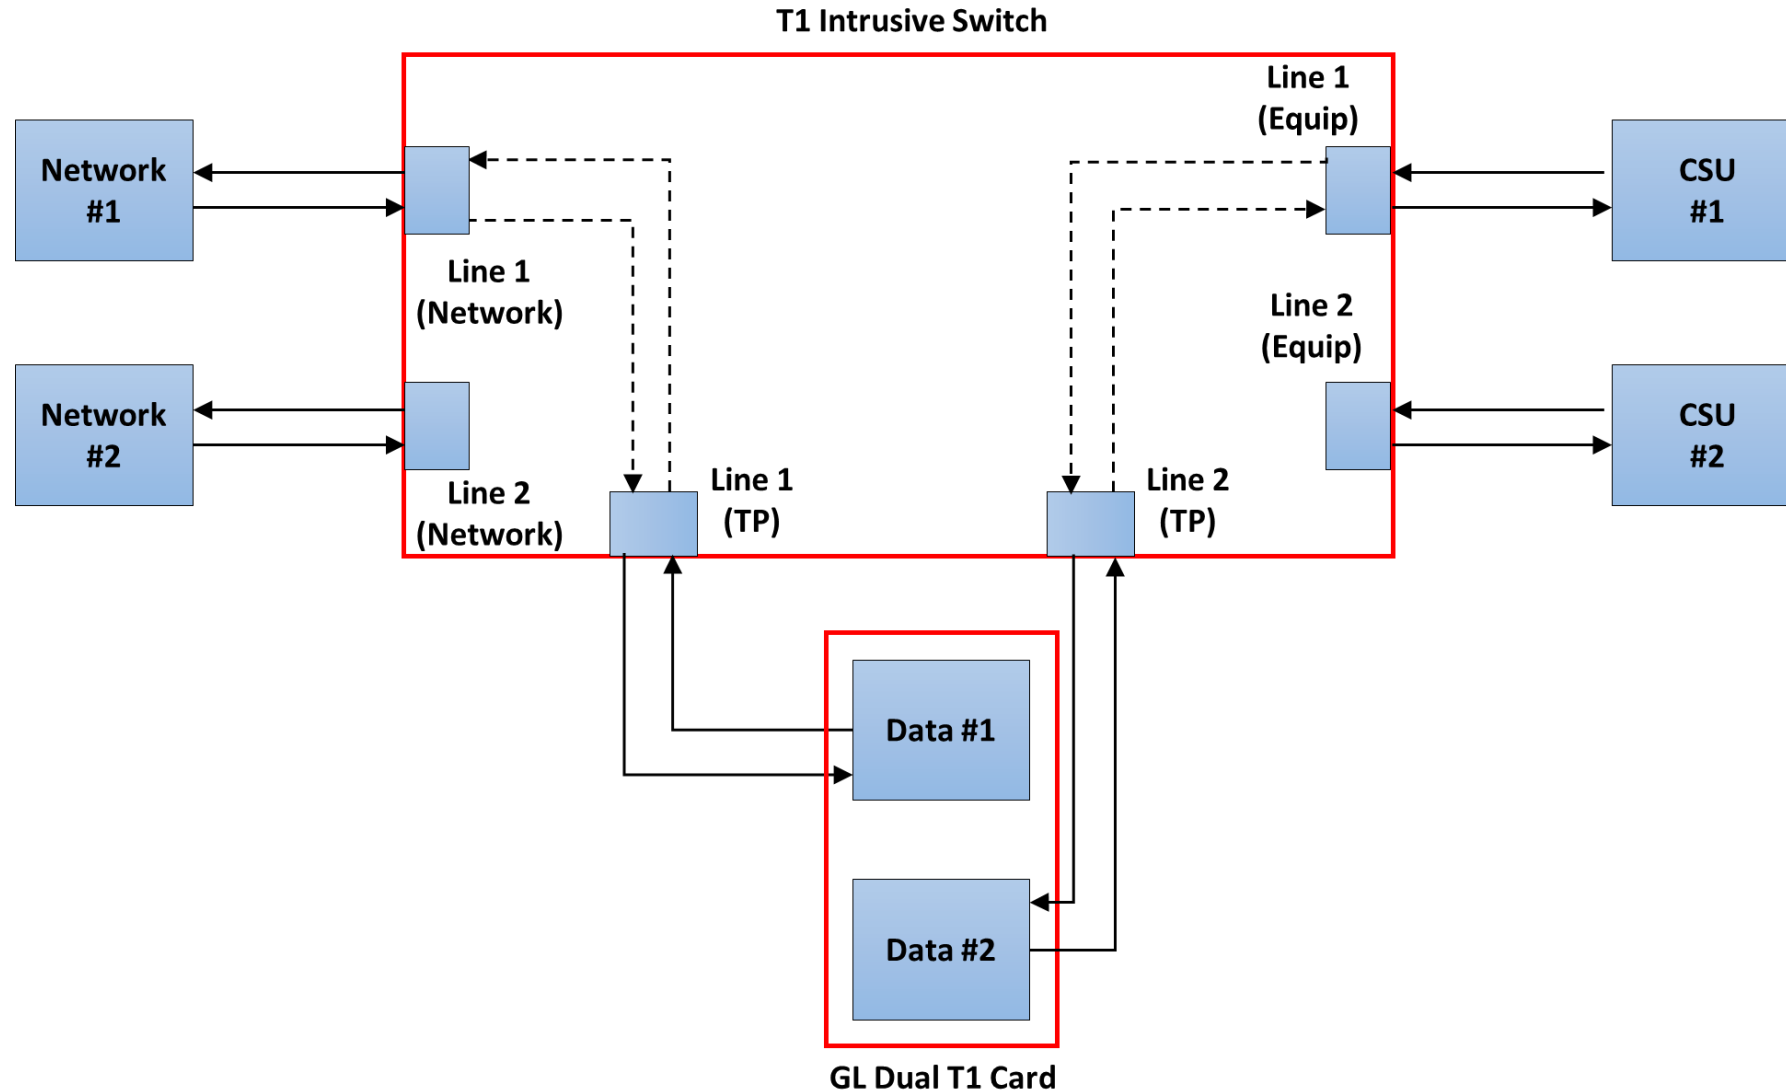 T1 Intrusive Switch
Line 1
(Equip)
Network
#1
CSU
#1
Line 1
(Network)
Line 2
(Equip)
Network
#2
CSU
#2
Line 2
(Network)
Line 1
(TP)
Line 2
(TP)
Data #1
Data #2
GL Dual T1 Card